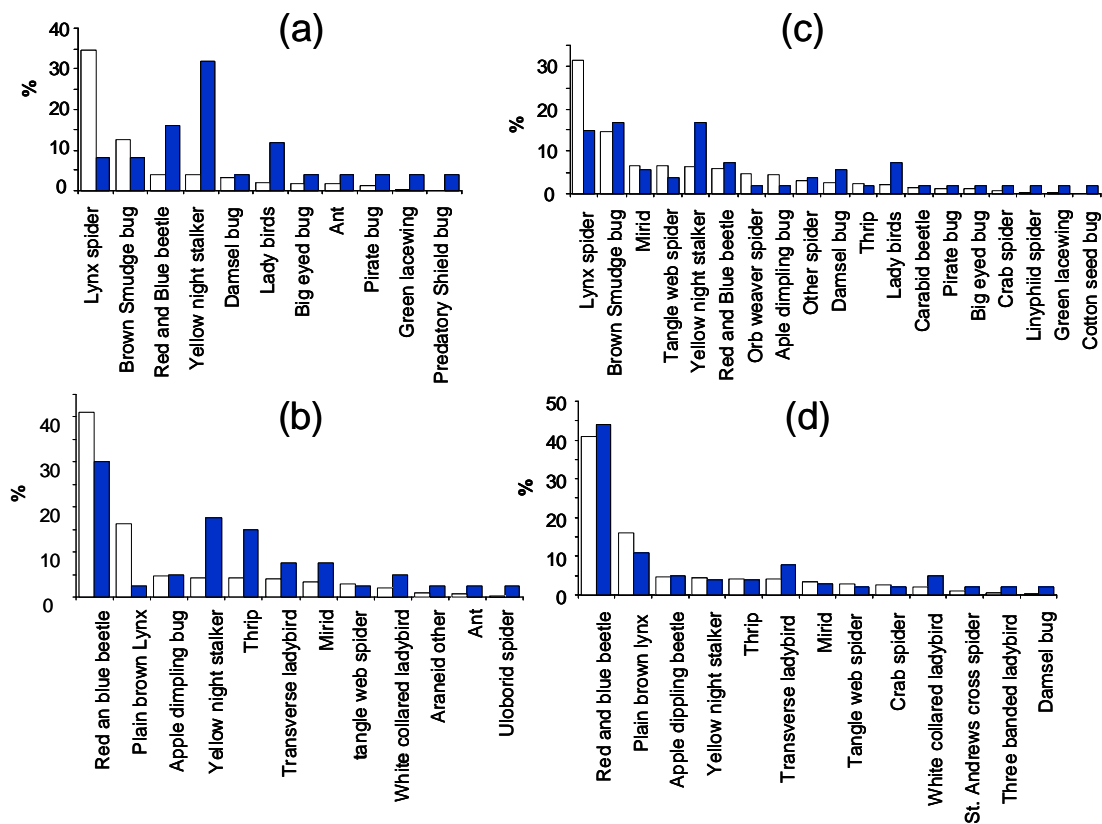 (a)
%
40
30
20
10
0
Lynx spider
Brown Smudge bug
Red and Blue beetle
Yellow night stalker
Damsel bug
Lady birds
Big eyed bug
Ant
Pirate bug
Green lacewing
Predatory Shield bug
(c)
%
30
20
10
0
Lynx spider
Brown Smudge bug
Mirid
Tangle web spider
Yellow night stalker
Red and Blue beetle
Orb weaver spider
Aple dimpling bug
Other spider
Damsel bug
Thrip
Lady birds
Carabid beetle
Pirate bug
Big eyed bug
Crab spider
Linyphiid spider
Green lacewing
Cotton seed bug
(b)
%
40
30
20
10
0
Red an blue beetle
Plain brown Lynx
Apple dimpling bug
Yellow night stalker
Thrip
Transverse ladybird
Mirid
tangle web spider
White collared ladybird
Araneid other
Ant
Uloborid spider
(d)
%
50
40
30
20
10
0
Red and blue beetle
Plain brown lynx
Apple dippling beetle
Yellow night stalker
Thrip
Transverse ladybird
Mirid
Tangle web spider
Crab spider
White collared ladybird
St. Andrews cross spider
Three banded ladybird
Damsel bug